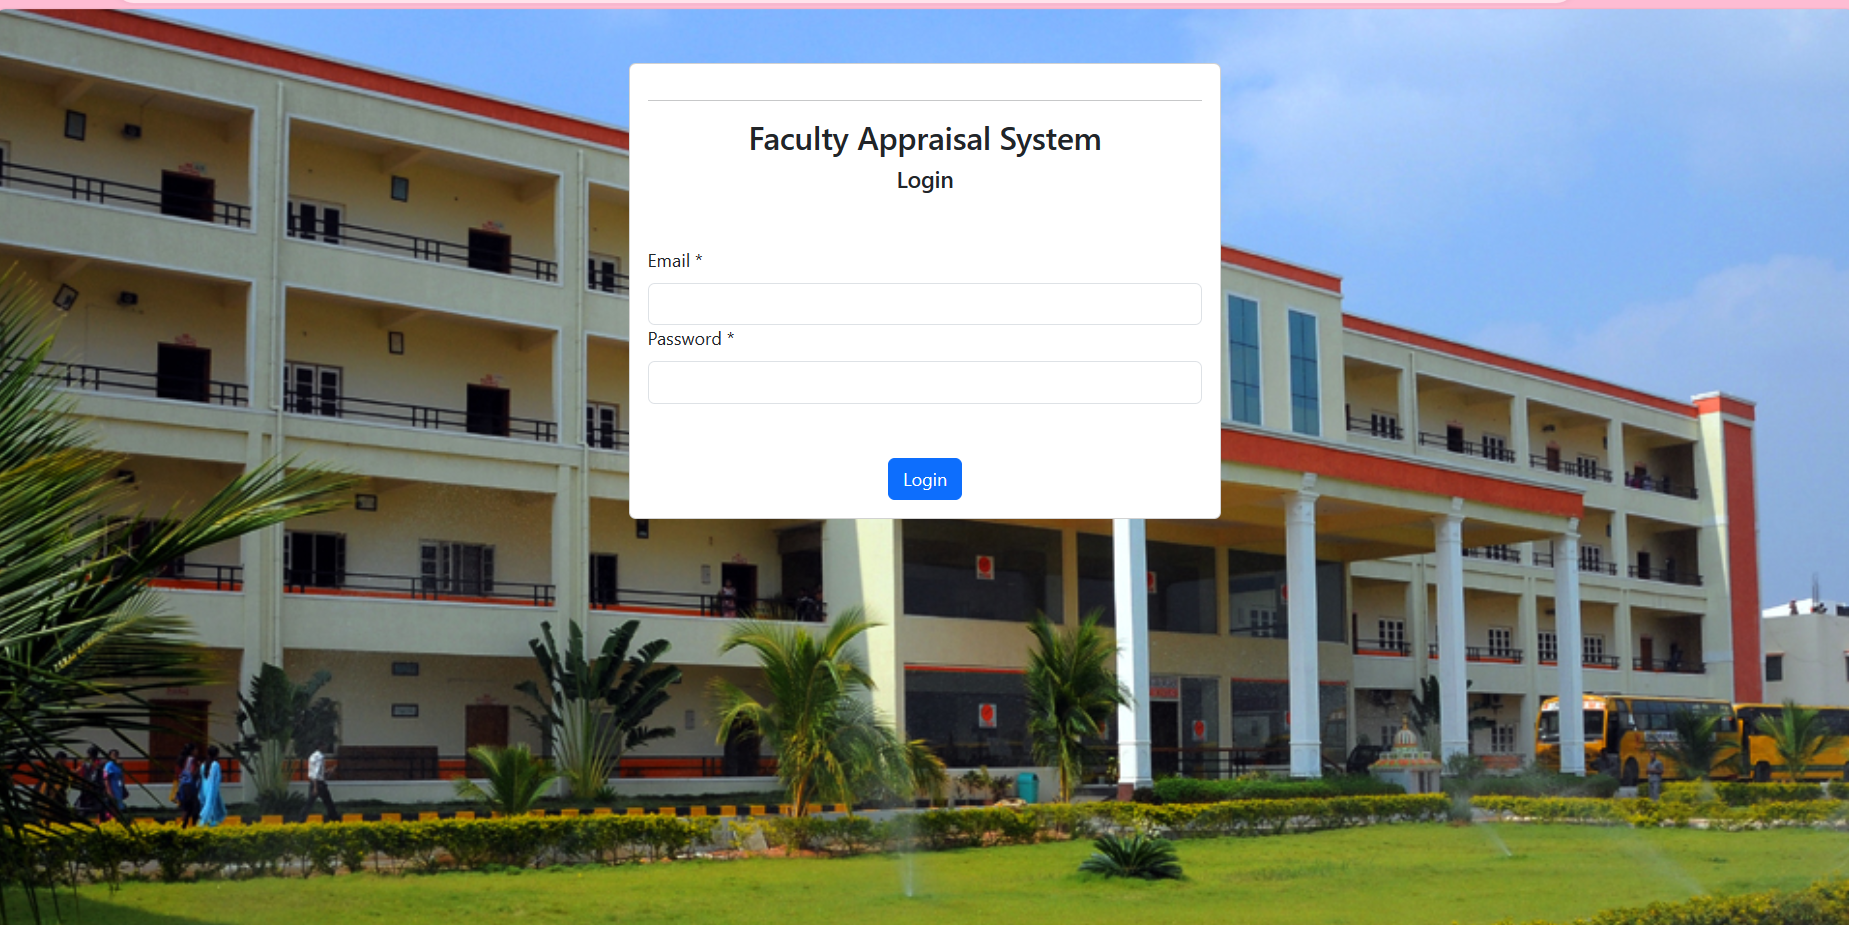 Faculty Appraisal System
Login
Email *
Password *
Login